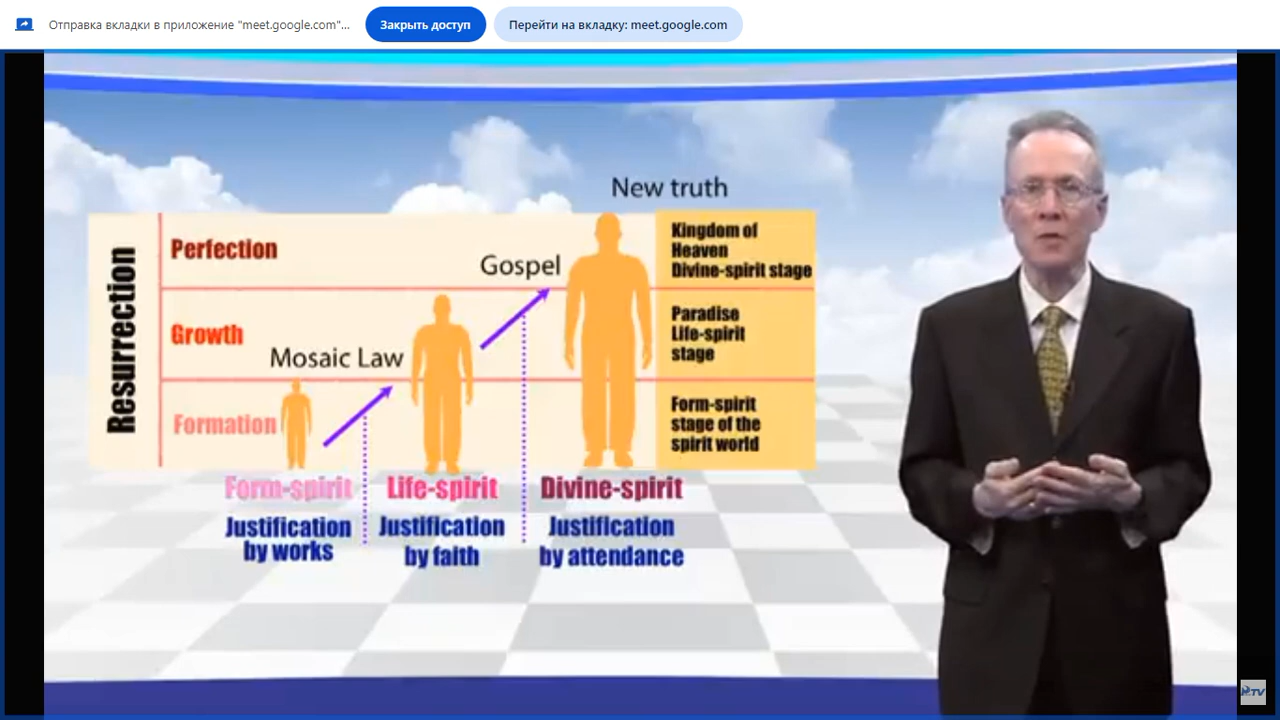 Отправка вкладки в приложение "meet.google.com"...
Закрыть доступ
Перейти на вкладку: meet.google.com
New truth
Resurrection
Perfection
Gospel
Kingdom of
Heaven
Divine-spirit stage
Growth
Mosaic Law
Paradise
Life-spirit
stage
Formation
Form-spirit
stage of the
spirit world
Form-spirit
Life-spirit
Divine-spirit
Justification
by works
Justification
by faith
Justification
by attendance